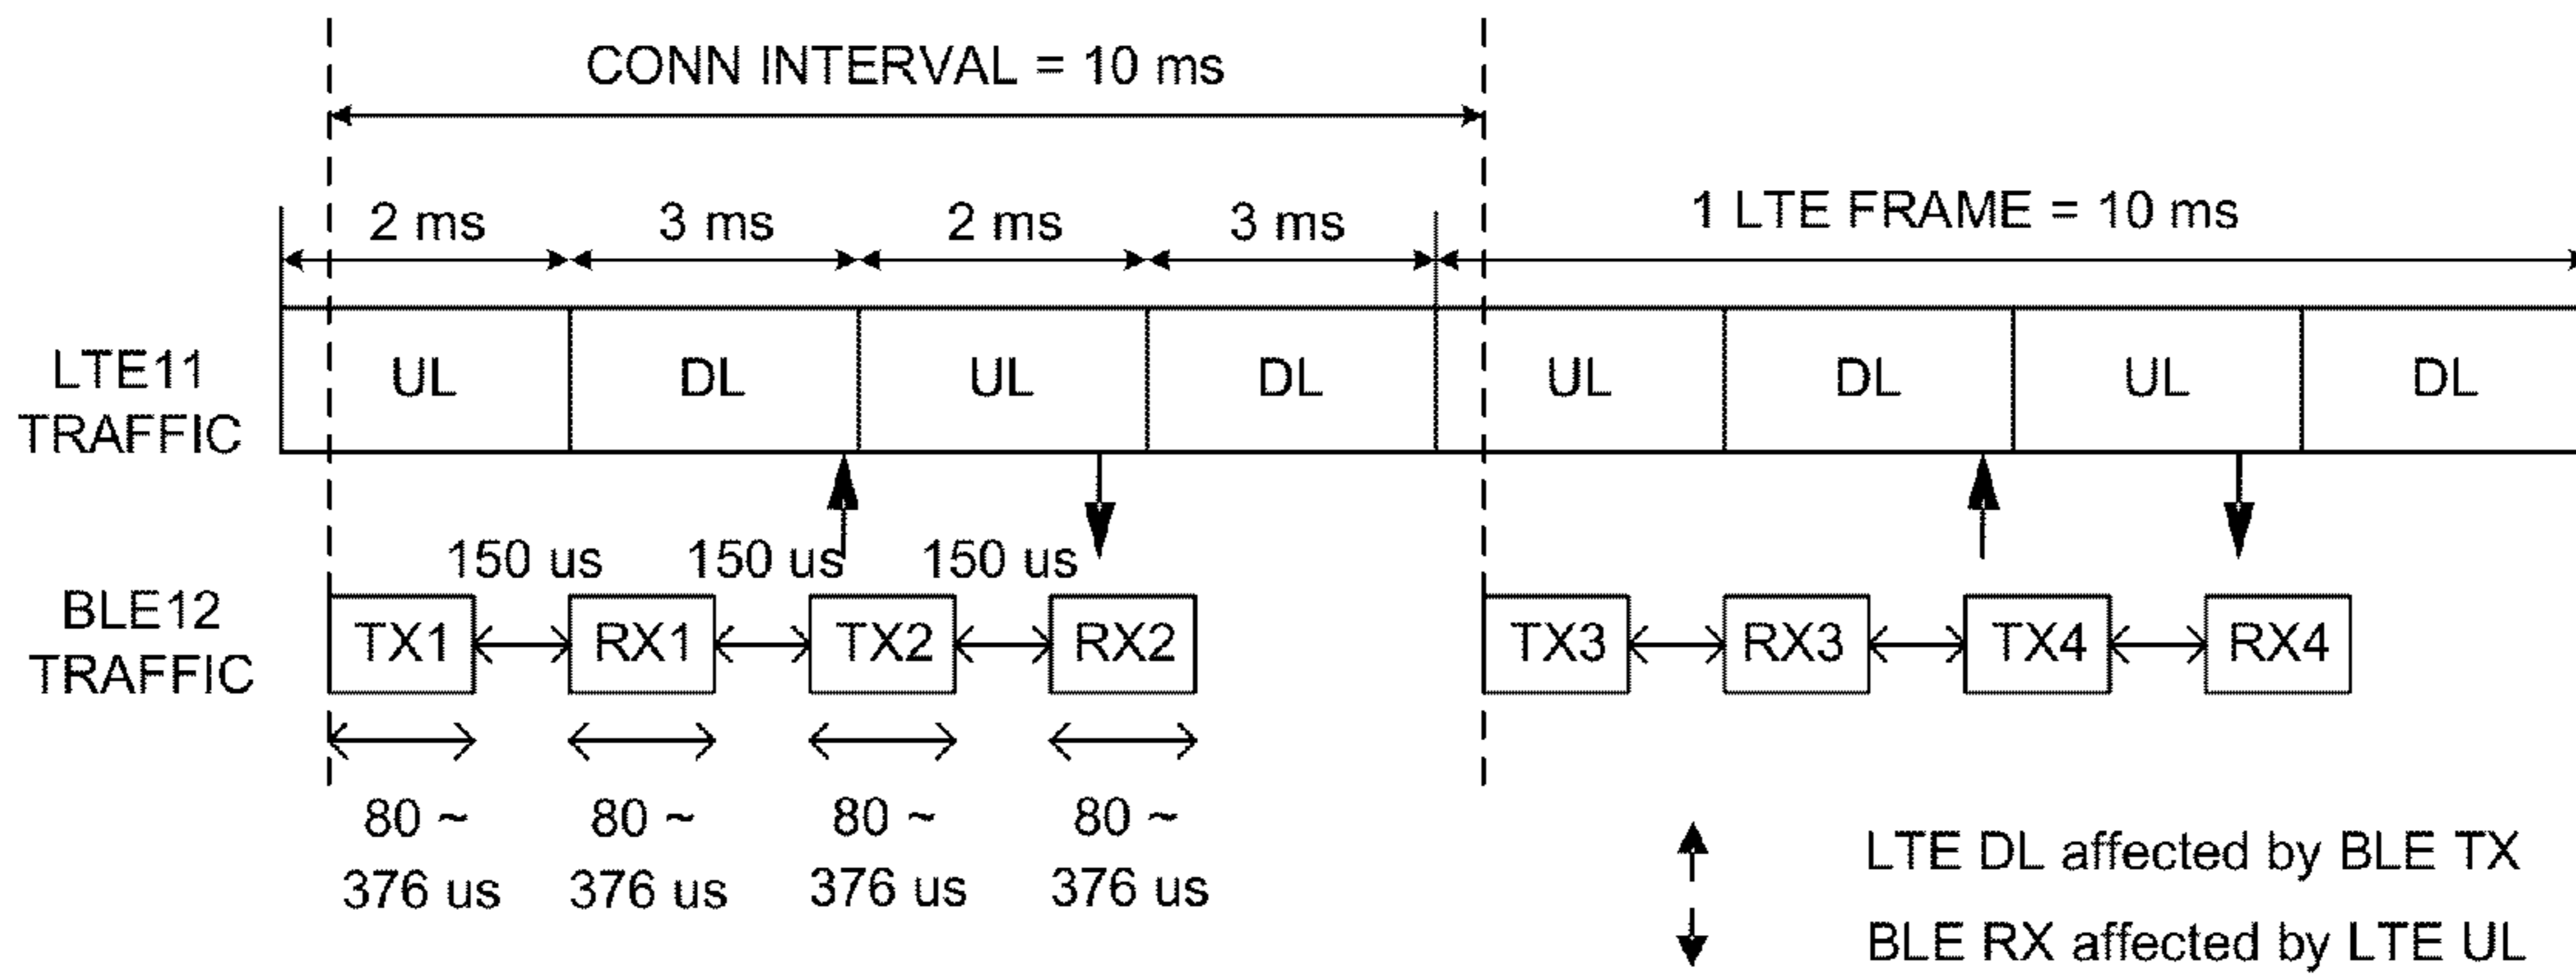 CONN INTERVAL = 10 ms
2 ms 3 ms 2 ms 3 ms 1 LTE FRAME = 10 ms
LTE11
TRAFFIC
UL DL UL DL UL DL UL DL
150 us 150 us 150 us
BLE12
TRAFFIC
TX1 RX1 TX2 RX2 TX3 RX3 TX4 RX4
80 ~ 80 ~ 80 ~ 80 ~
376 us 376 us 376 us 376 us
LTE DL affected by BLE TX
BLE RX affected by LTE UL